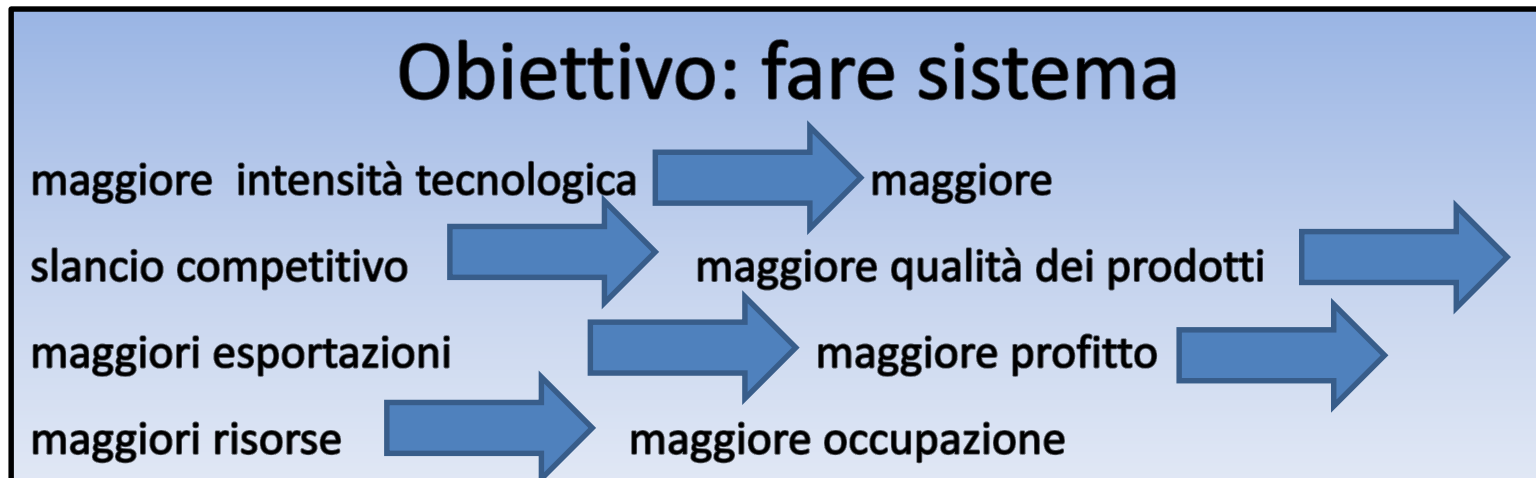 Obiettivo: fare sistema
maggiore intensità tecnologica maggiore
slancio competitivo maggiore qualità dei prodotti
maggiori esportazioni maggiore profitto
maggiori risorse maggiore occupazione